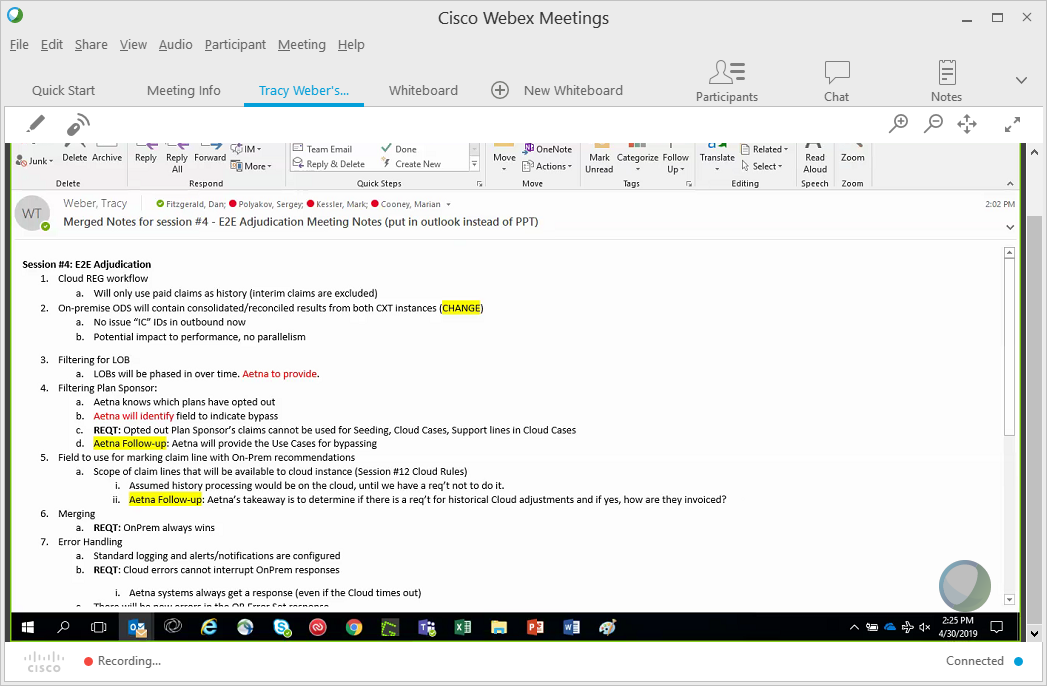 Cisco Webex Meetings
File Edit Share View Audio Participant Meeting Help
Quick Start Meeting Info Tracy Weber's... Whiteboard New Whiteboard Participants Chat Notes
IM Team Email Done OneNote Related
Junk Delete Archive Reply Reply All Forward More Reply & Delete Create New Move Actions Mark Unread Categorize Follow Up Translate Select Read Aloud Zoom
Delete Respond Quick Steps Move Tags Editing Speech Zoom
WT
Weber, Tracy Fitzgerald, Dan; Polyakov, Sergey; Kessler, Mark; Cooney, Marian 2:02 PM
Merged Notes for session #4 - E2E Adjudication Meeting Notes (put in outlook instead of PPT)
Session #4: E2E Adjudication
1. Cloud REG workflow
a. Will only use paid claims as history (interim claims are excluded)
2. On-premise ODS will contain consolidated/reconciled results from both CXT instances (CHANGE)
a. No issue “IC” IDs in outbound now
b. Potential impact to performance, no parallelism
3. Filtering for LOB
a. LOBs will be phased in over time. Aetna to provide.
4. Filtering Plan Sponsor:
a. Aetna knows which plans have opted out
b. Aetna will identify field to indicate bypass
c. REQT: Opted out Plan Sponsor’s claims cannot be used for Seeding, Cloud Cases, Support lines in Cloud Cases
d. Aetna Follow-up: Aetna will provide the Use Cases for bypassing
5. Field to use for marking claim line with On-Prem recommendations
a. Scope of claim lines that will be available to cloud instance (Session #12 Cloud Rules)
i. Assumed history processing would be on the cloud, until we have a req’t not to do it.
ii. Aetna Follow-up: Aetna’s takeaway is to determine if there is a req’t for historical Cloud adjustments and if yes, how are they invoiced?
6. Merging
a. REQT: OnPrem always wins
7. Error Handling
a. Standard logging and alerts/notifications are configured
b. REQT: Cloud errors cannot interrupt OnPrem responses
i. Aetna systems always get a response (even if the Cloud times out)
c. There will be new errors in the OP Error Set response
2:25 PM
4/30/2019
CISCO Recording... Connected